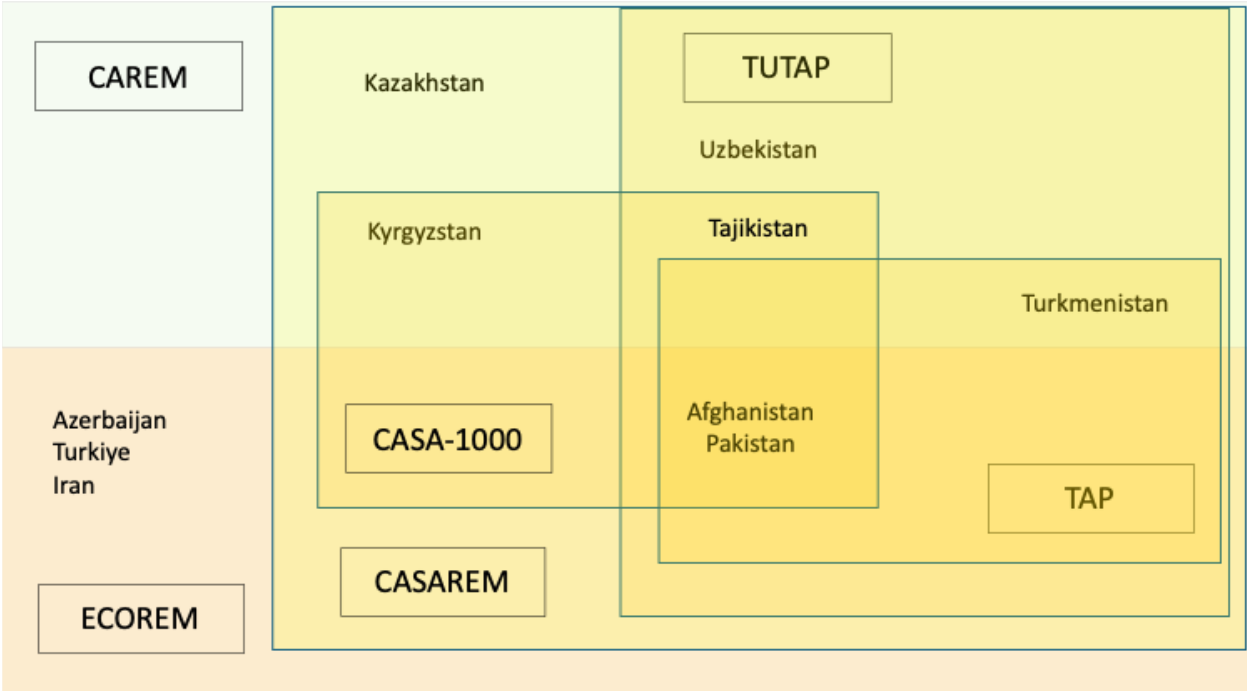 CAREM
Kazakhstan
TUTAP
Uzbekistan
Kyrgyzstan
Tajikistan
Turkmenistan
Azerbaijan
Turkiye
Iran
CASA-1000
Afghanistan
Pakistan
TAP
CASAREM
ECOREM